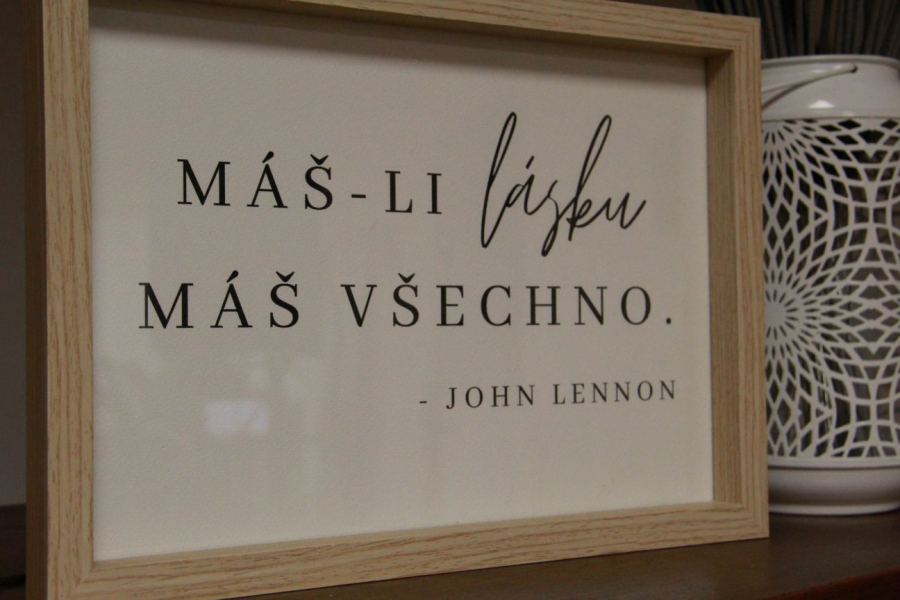 MÁŠ-LI lásku
MÁŠ VŠECHNO.
- JOHN LENNON